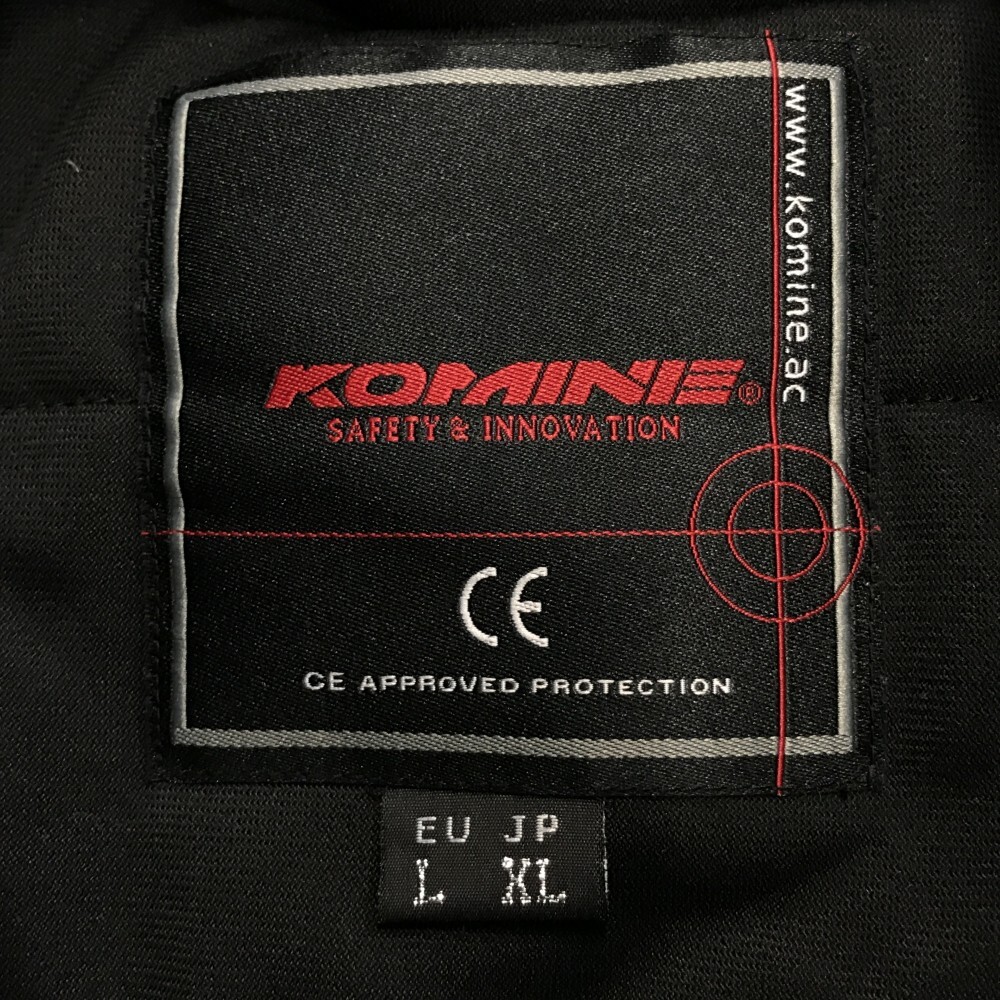 www.komine.ac
KOMINE®
SAFETY & INNOVATION
CE
CE APPROVED PROTECTION
EU JP
L XL